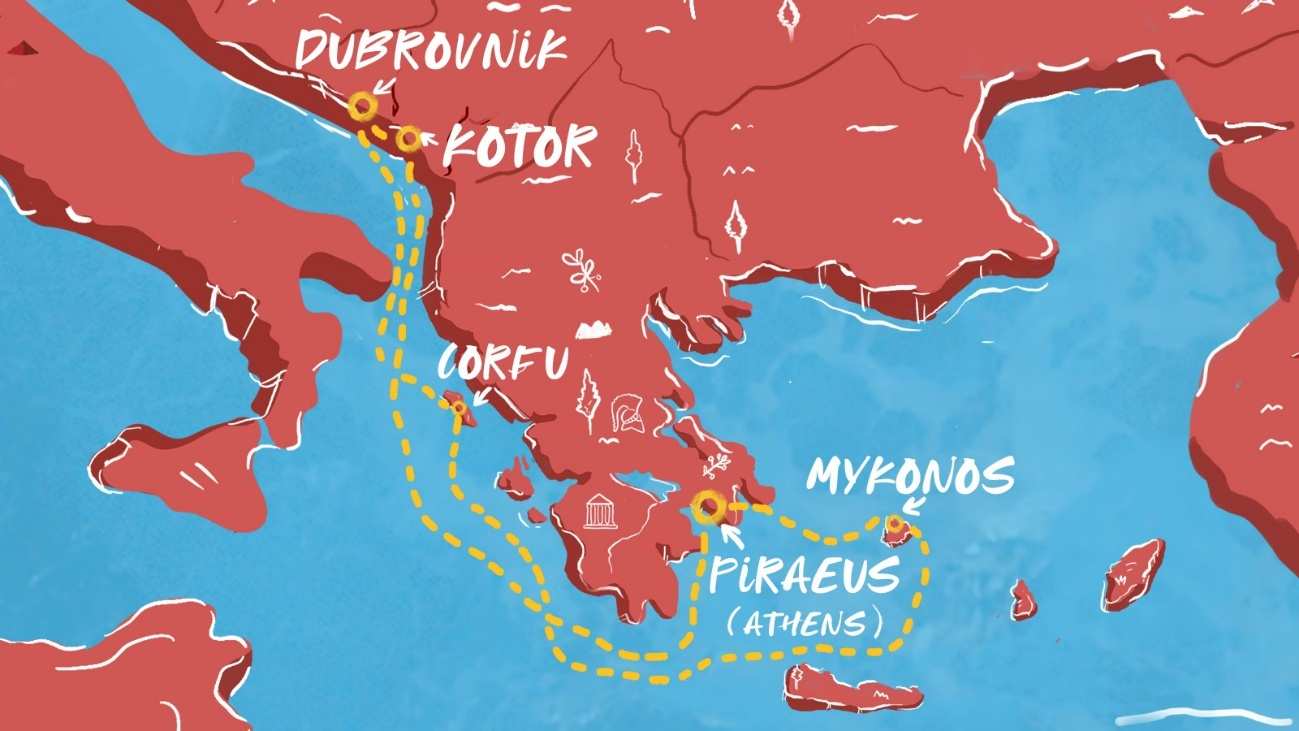 DUBROVNiK
KOTOR
CORFU
MYKONOS
PiRAEUS
(ATHENS)